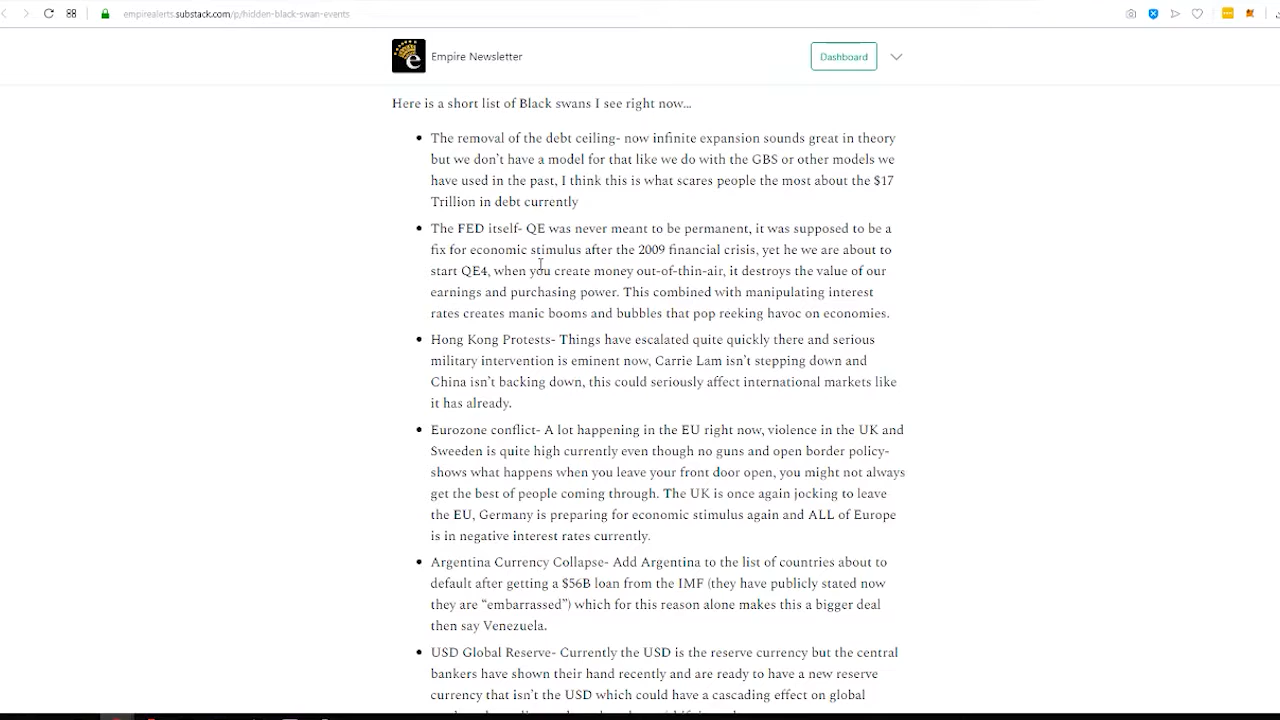 empirealerts.substack.com/p/hidden-black-swan-events
Empire Newsletter
Dashboard
Here is a short list of Black swans I see right now...
The removal of the debt ceiling- now infinite expansion sounds great in theory
but we don't have a model for that like we do with the GBS or other models we
have used in the past, I think this is what scares people the most about the $17
Trillion in debt currently
The FED itself- QE was never meant to be permanent, it was supposed to be a
fix for economic stimulus after the 2009 financial crisis, yet he we are about to
start QE4, when you create money out-of-thin-air, it destroys the value of our
earnings and purchasing power. This combined with manipulating interest
rates creates manic booms and bubbles that pop reeking havoc on economies.
Hong Kong Protests- Things have escalated quite quickly there and serious
military intervention is eminent now, Carrie Lam isn't stepping down and
China isn't backing down, this could seriously affect international markets like
it has already.
Eurozone conflict- A lot happening in the EU right now, violence in the UK and
Sweeden is quite high currently even though no guns and open border policy-
shows what happens when you leave your front door open, you might not always
get the best of people coming through. The UK is once again jocking to leave
the EU, Germany is preparing for economic stimulus again and ALL of Europe
is in negative interest rates currently.
Argentina Currency Collapse- Add Argentina to the list of countries about to
default after getting a $56B loan from the IMF (they have publicly stated now
they are “embarrassed”) which for this reason alone makes this a bigger deal
then say Venezuela.
USD Global Reserve- Currently the USD is the reserve currency but the central
bankers have shown their hand recently and are ready to have a new reserve
currency that isn't the USD which could have a cascading effect on global